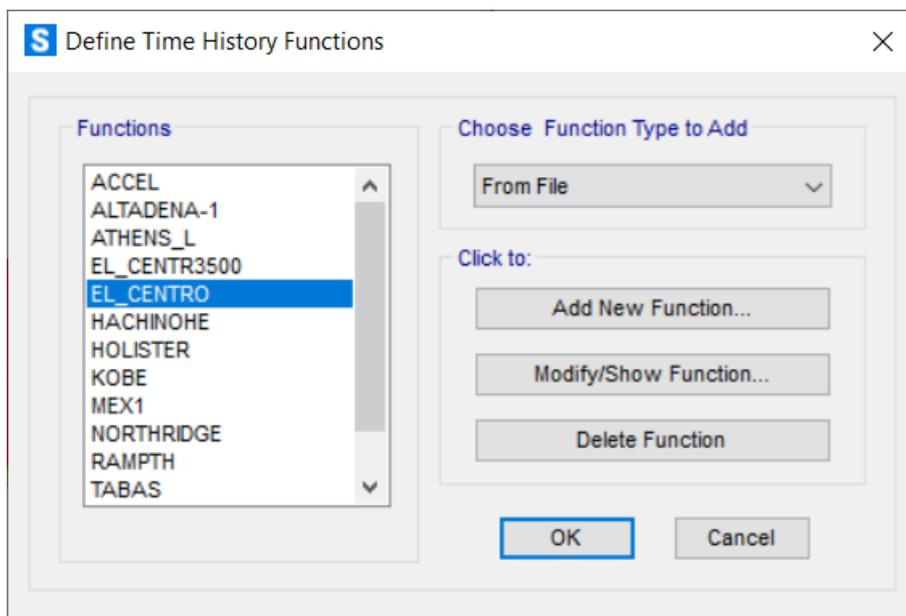 S Define Time History Functions
Functions
ACCEL
ALTADENA-1
ATHENS_L
EL_CENTR3500
EL_CENTRO
HACHINOHE
HOLISTER
KOBE
MEX1
NORTHRIDGE
RAMPTH
TABAS
Choose Function Type to Add
From File
Click to:
Add New Function...
Modify/Show Function...
Delete Function
OK
Cancel